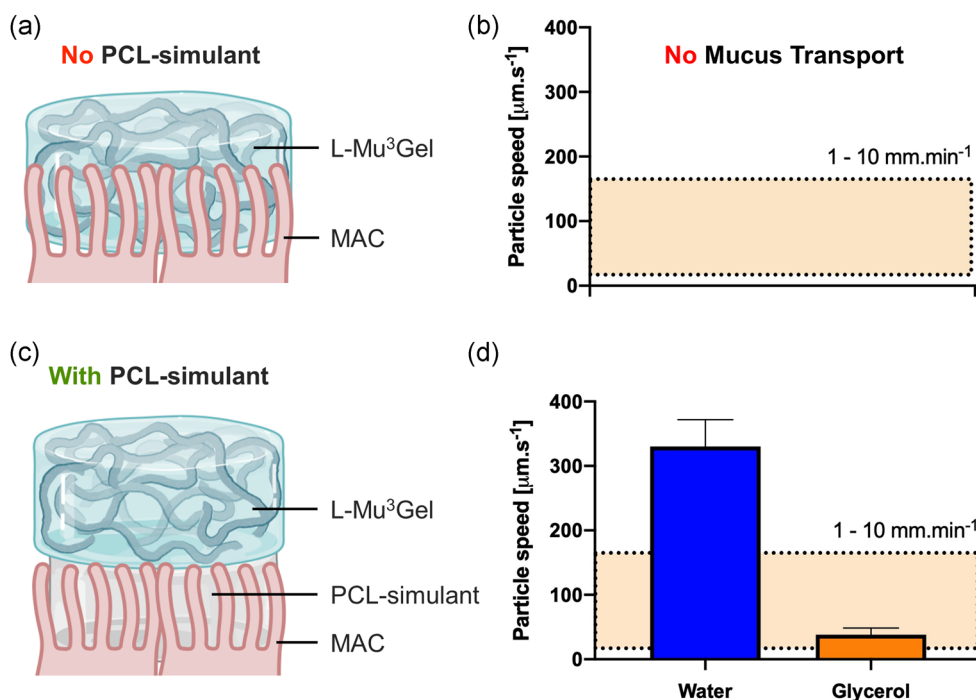 (a)
No PCL-simulant
L-Mu³Gel
MAC
(b)
Particle speed [μm.s⁻¹]
400
300
200
100
0
No Mucus Transport
1 - 10 mm.min⁻¹
(c)
With PCL-simulant
L-Mu³Gel
PCL-simulant
MAC
(d)
Particle speed [μm.s⁻¹]
400
300
200
100
0
1 - 10 mm.min⁻¹
Water Glycerol